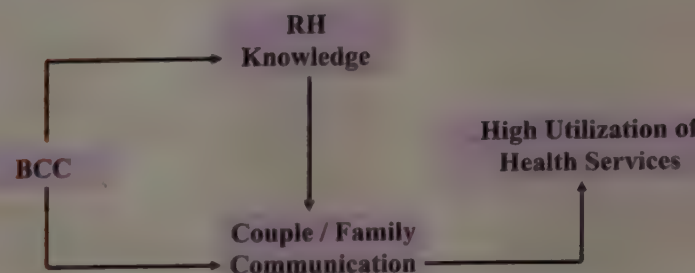 RH
Knowledge
High Utilization of
Health Services
BCC
Couple / Family
Communication